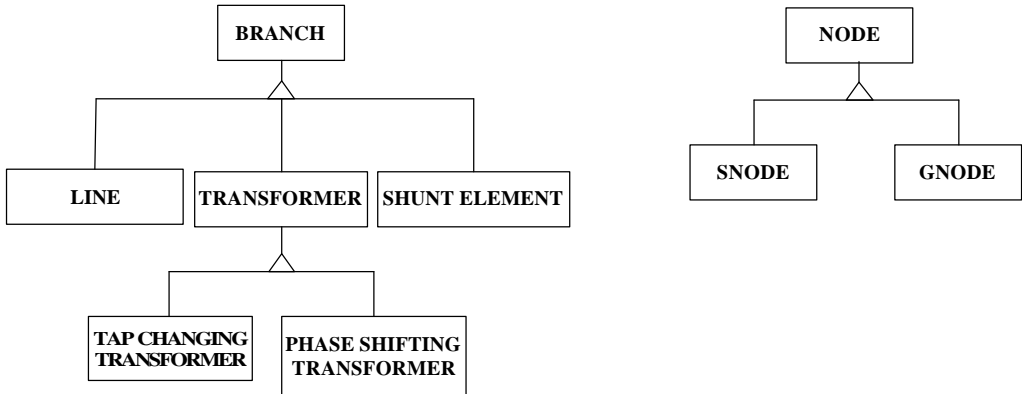 BRANCH
NODE
LINE
TRANSFORMER
SHUNT ELEMENT
SNODE
GNODE
TAP CHANGING
TRANSFORMER
PHASE SHIFTING
TRANSFORMER